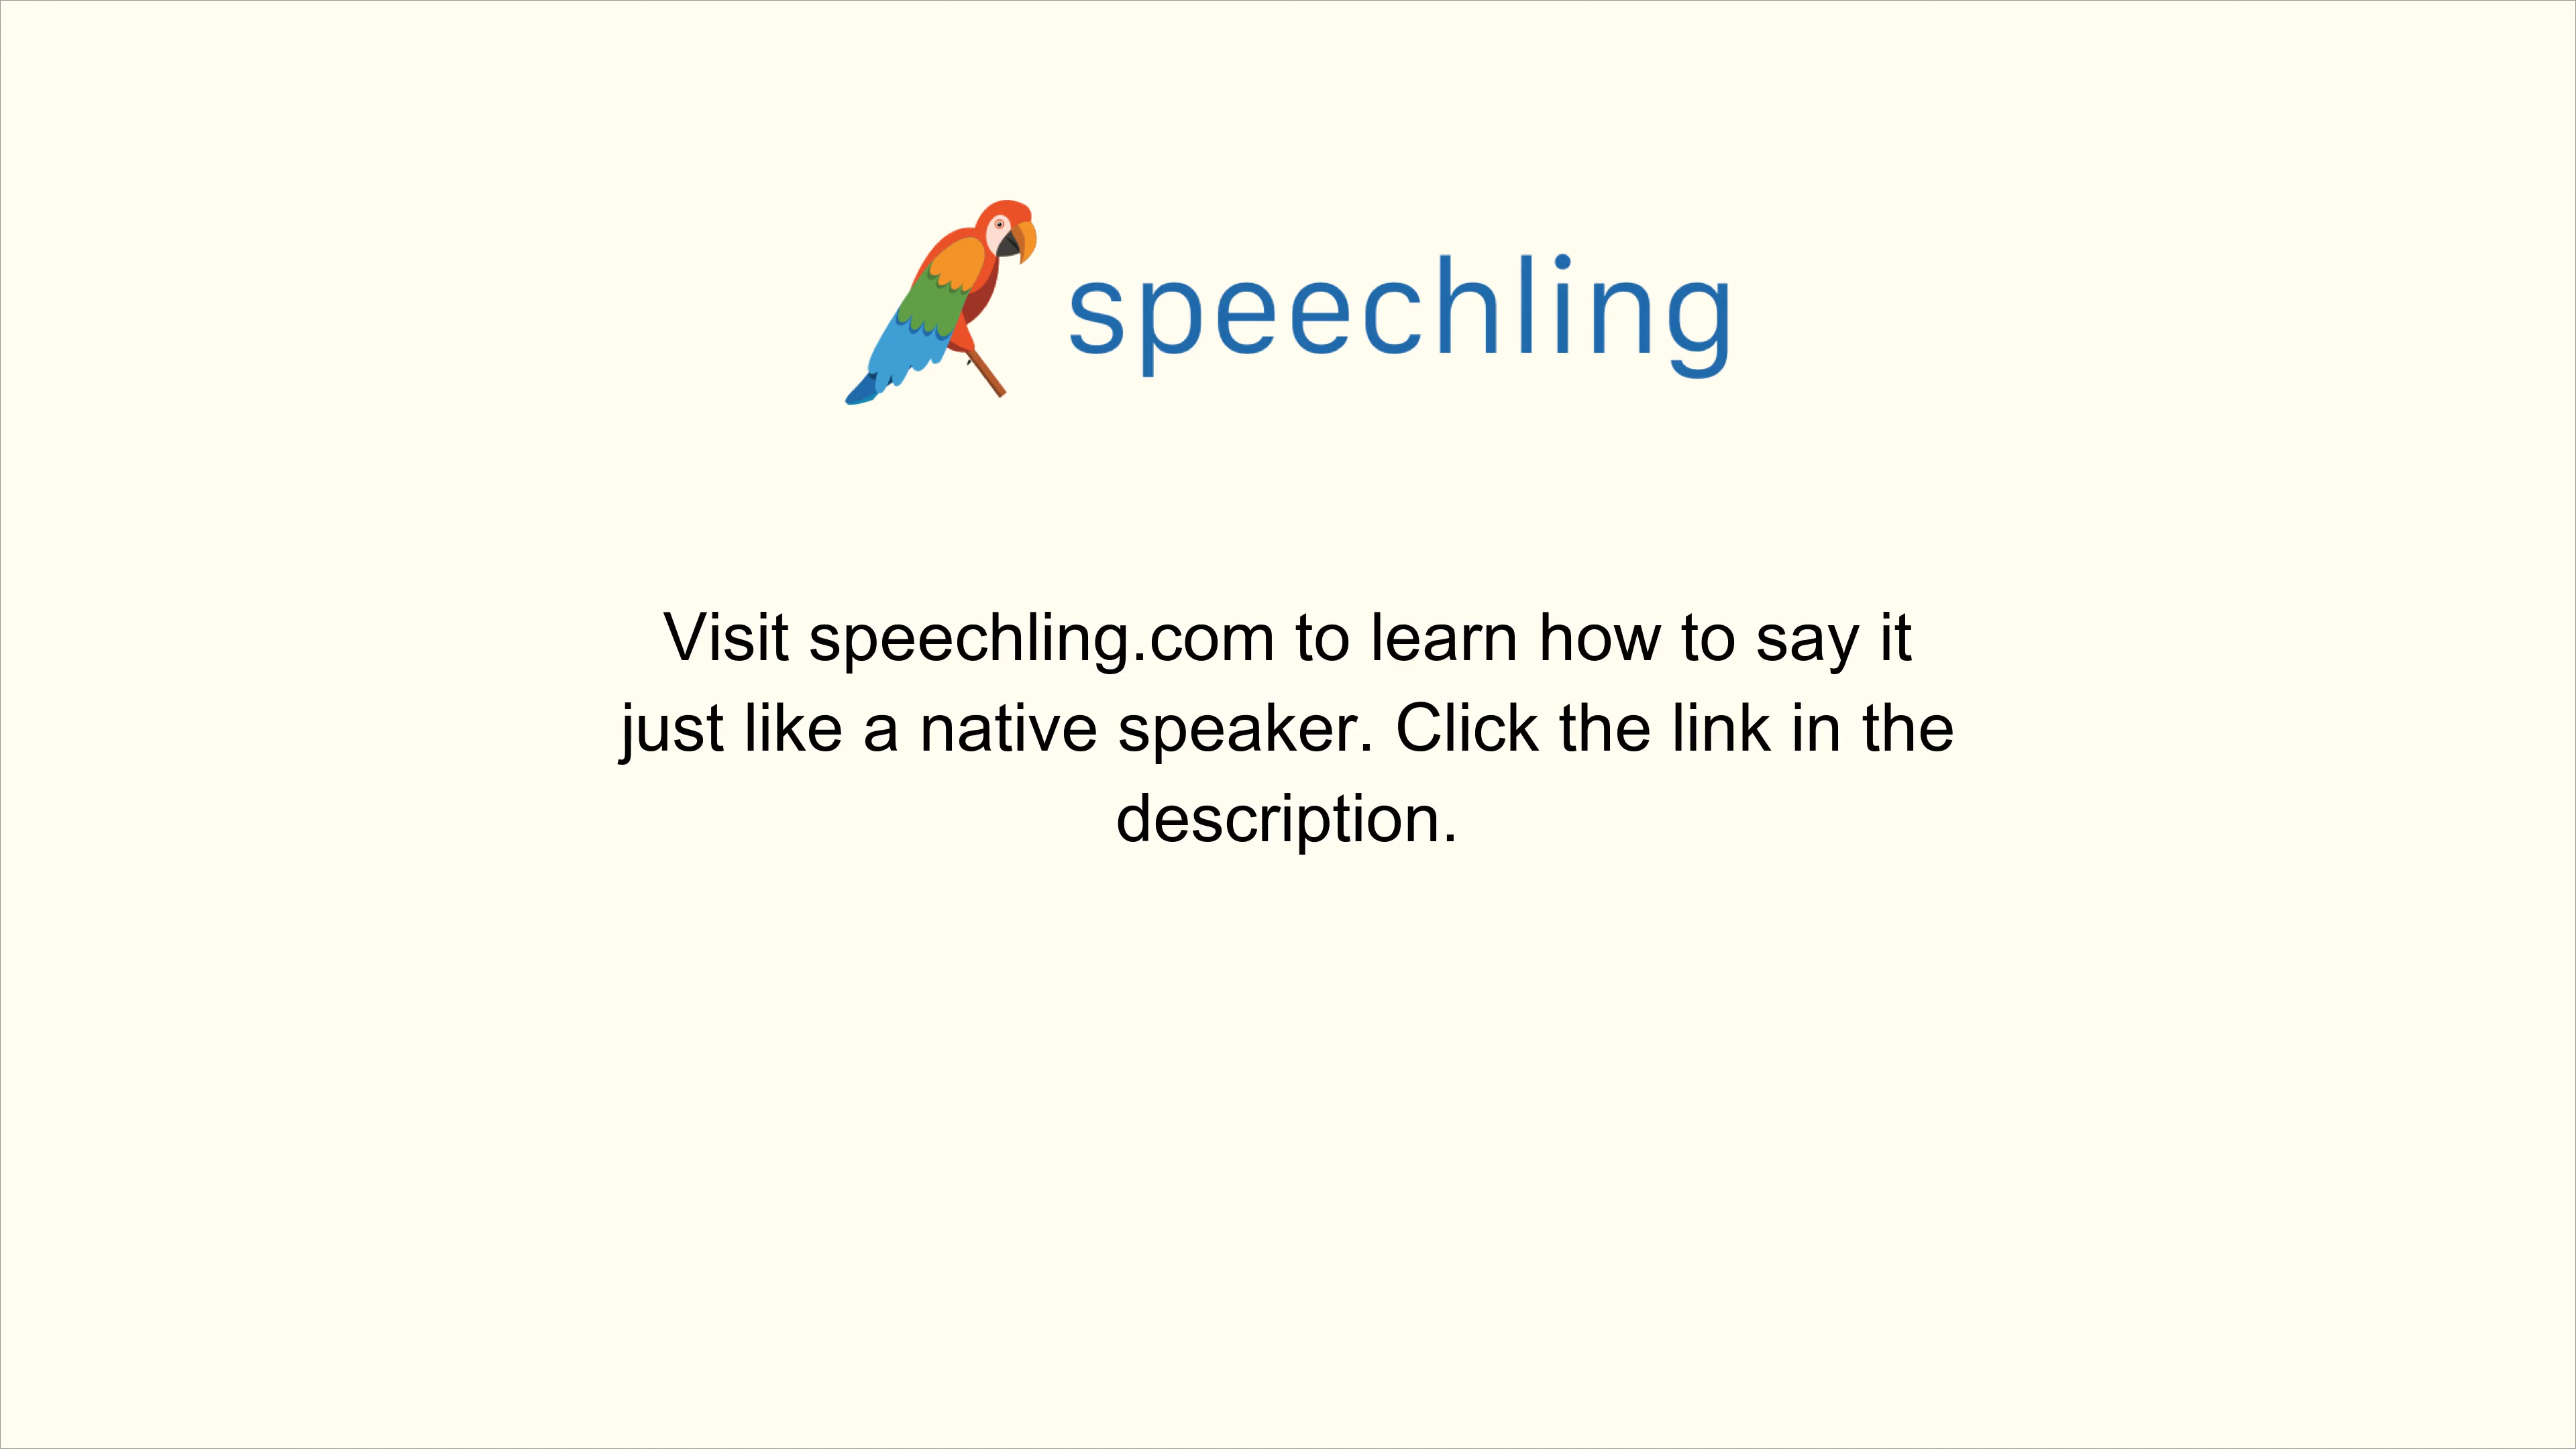 speechling
Visit speechling.com to learn how to say it
just like a native speaker. Click the link in the
description.